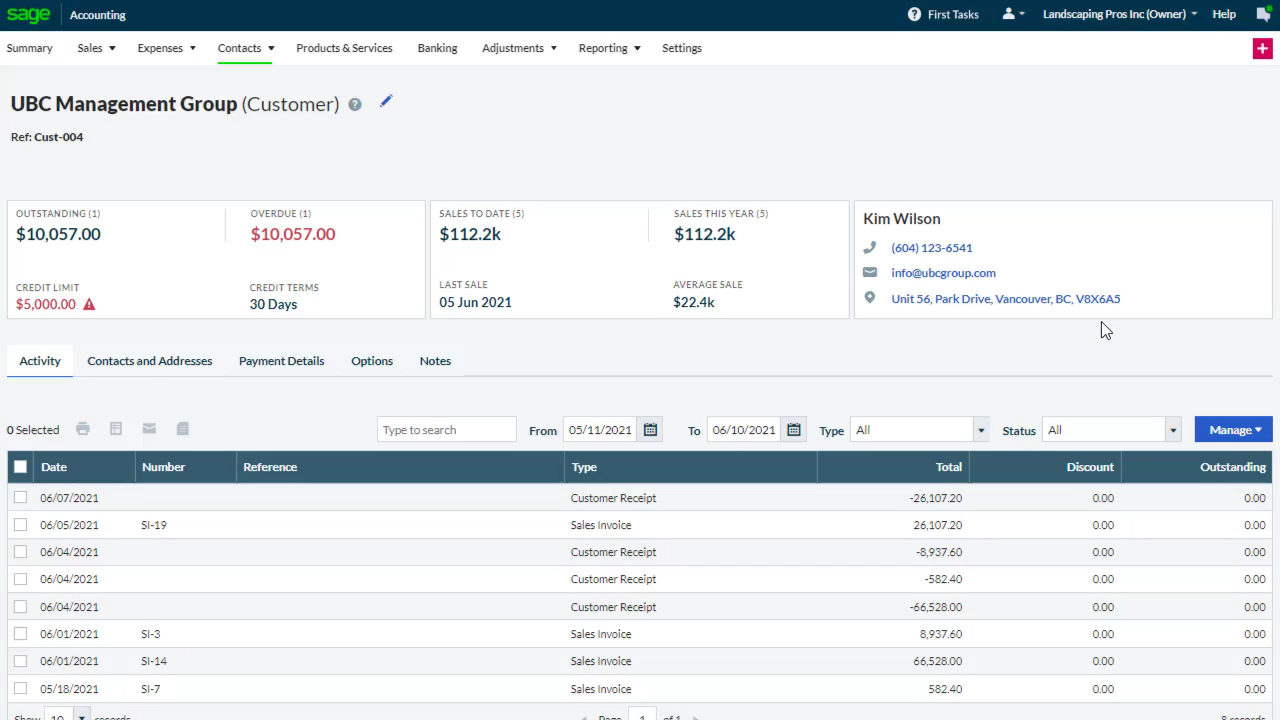 sage Accounting First Tasks Landscaping Pros Inc (Owner) Help
Summary Sales Expenses Contacts Products & Services Banking Adjustments Reporting Settings
UBC Management Group (Customer)
Ref: Cust-004
OUTSTANDING (1) OVERDUE (1) SALES TO DATE (5) SALES THIS YEAR (5) Kim Wilson
$10,057.00 $10,057.00 $112.2k $112.2k
(604) 123-6541
info@ubcgroup.com
CREDIT LIMIT CREDIT TERMS LAST SALE AVERAGE SALE
$5,000.00 30 Days 05 Jun 2021 $22.4k Unit 56, Park Drive, Vancouver, BC, V8X6A5
Activity Contacts and Addresses Payment Details Options Notes
0 Selected Type to search From 05/11/2021 To 06/10/2021 Type All Status All Manage
Date Number Reference Type Total Discount Outstanding
06/07/2021 Customer Receipt -26,107.20 0.00 0.00
06/05/2021 SI-19 Sales Invoice 26,107.20 0.00 0.00
06/04/2021 Customer Receipt -8,937.60 0.00 0.00
06/04/2021 Customer Receipt -582.40 0.00 0.00
06/04/2021 Customer Receipt -66,528.00 0.00 0.00
06/01/2021 SI-3 Sales Invoice 8,937.60 0.00 0.00
06/01/2021 SI-14 Sales Invoice 66,528.00 0.00 0.00
05/18/2021 SI-7 Sales Invoice 582.40 0.00 0.00
Show 10 records Page 1 of 1 8 records